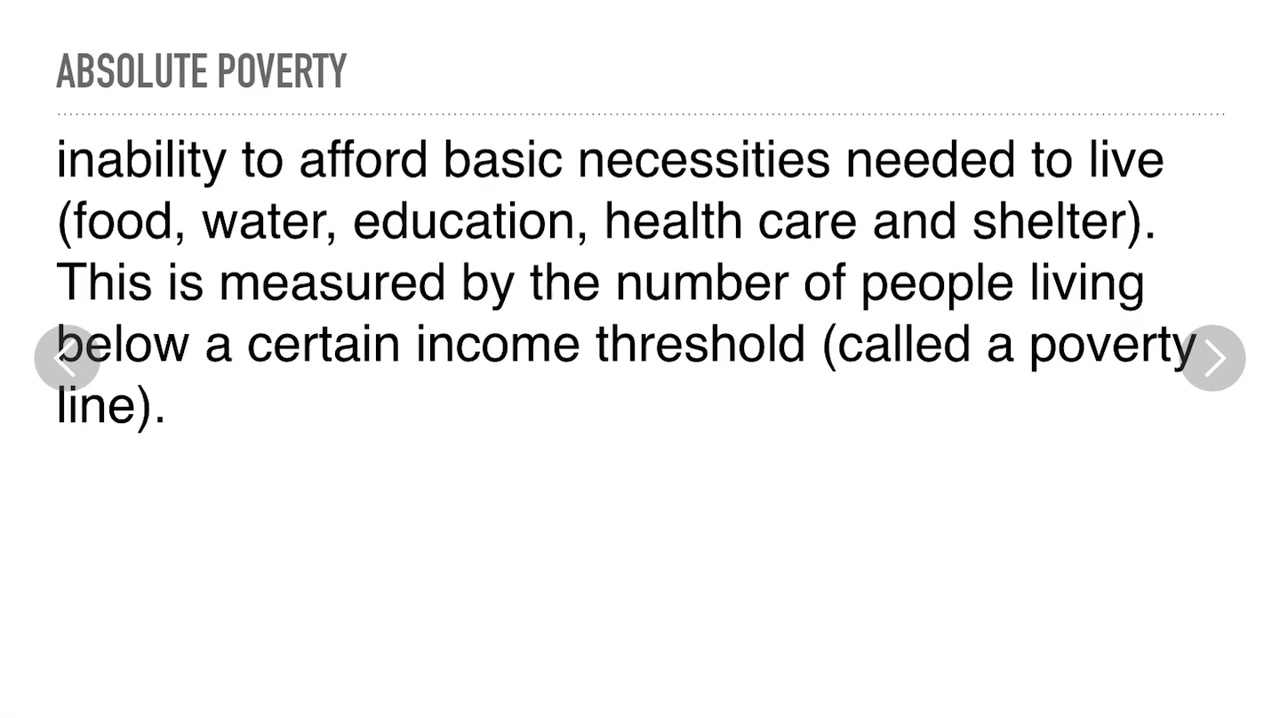 ABSOLUTE POVERTY
inability to afford basic necessities needed to live
(food, water, education, health care and shelter).
This is measured by the number of people living
below a certain income threshold (called a poverty
line).